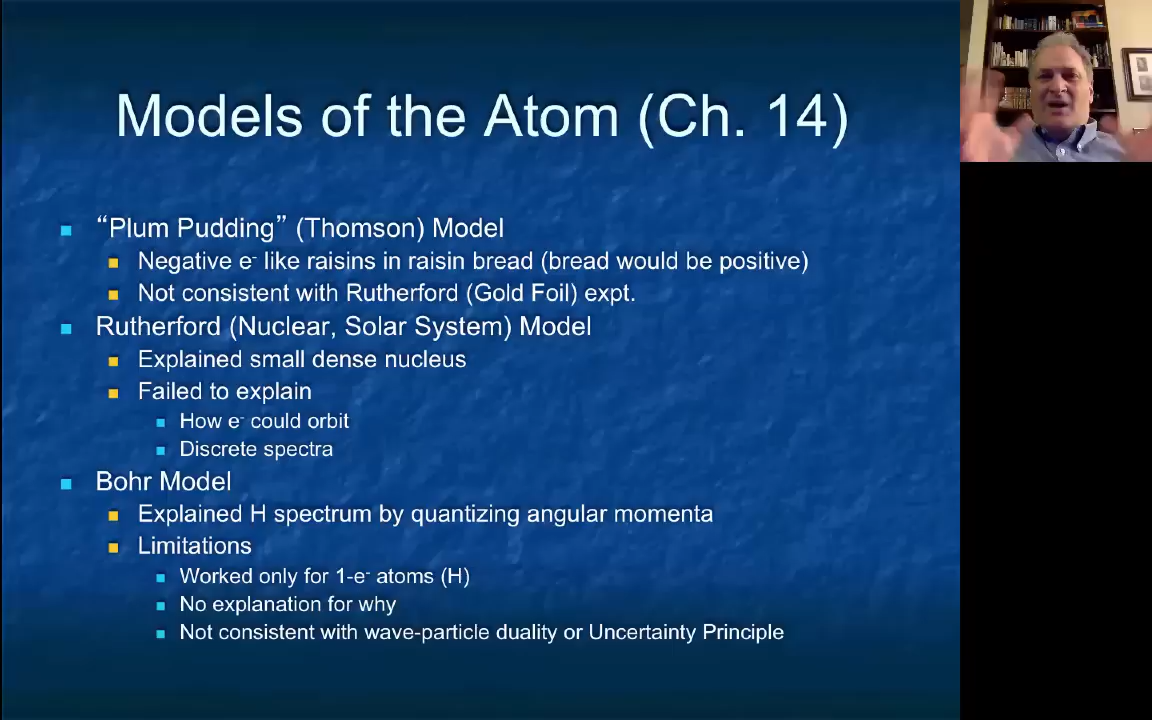 Models of the Atom (Ch. 14)
“Plum Pudding” (Thomson) Model
Negative e⁻ like raisins in raisin bread (bread would be positive)
Not consistent with Rutherford (Gold Foil) expt.
Rutherford (Nuclear, Solar System) Model
Explained small dense nucleus
Failed to explain
How e⁻ could orbit
Discrete spectra
Bohr Model
Explained H spectrum by quantizing angular momenta
Limitations
Worked only for 1-e⁻ atoms (H)
No explanation for why
Not consistent with wave-particle duality or Uncertainty Principle